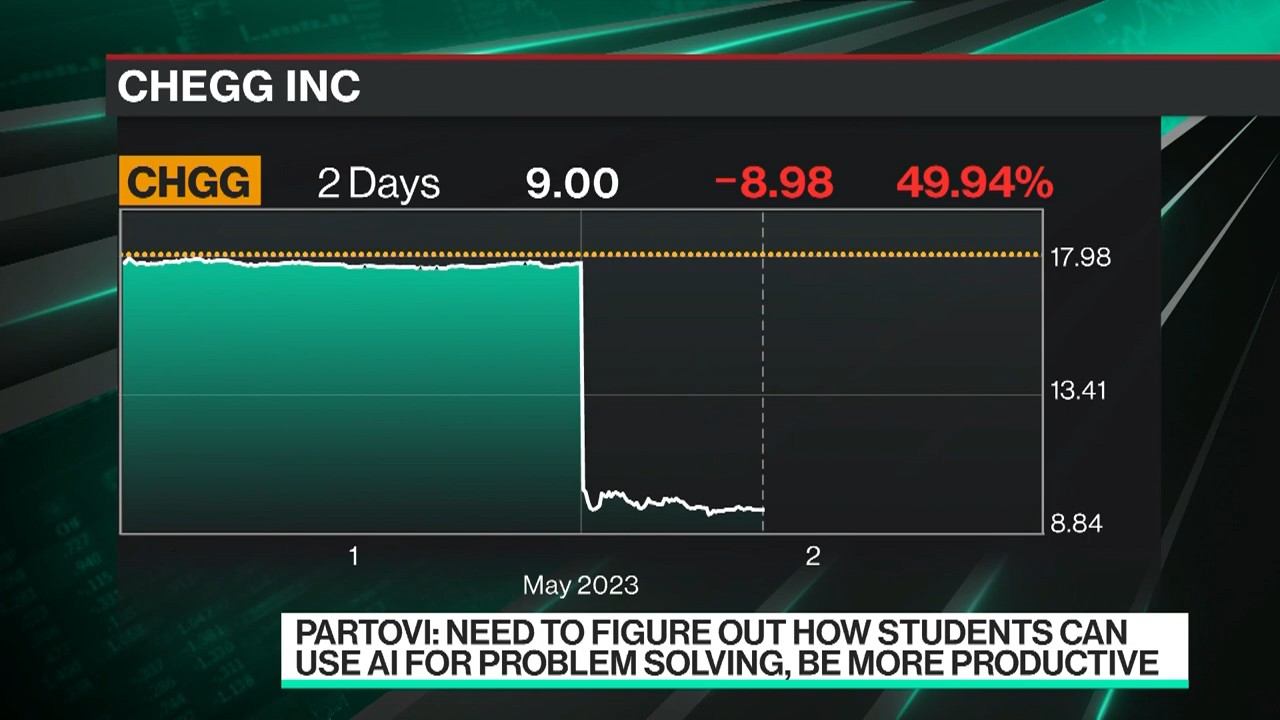 CHEGG INC
CHGG 2 Days 9.00 -8.98 49.94%
17.98
13.41
8.84
1 2
May 2023
PARTOVI: NEED TO FIGURE OUT HOW STUDENTS CAN
USE AI FOR PROBLEM SOLVING, BE MORE PRODUCTIVE